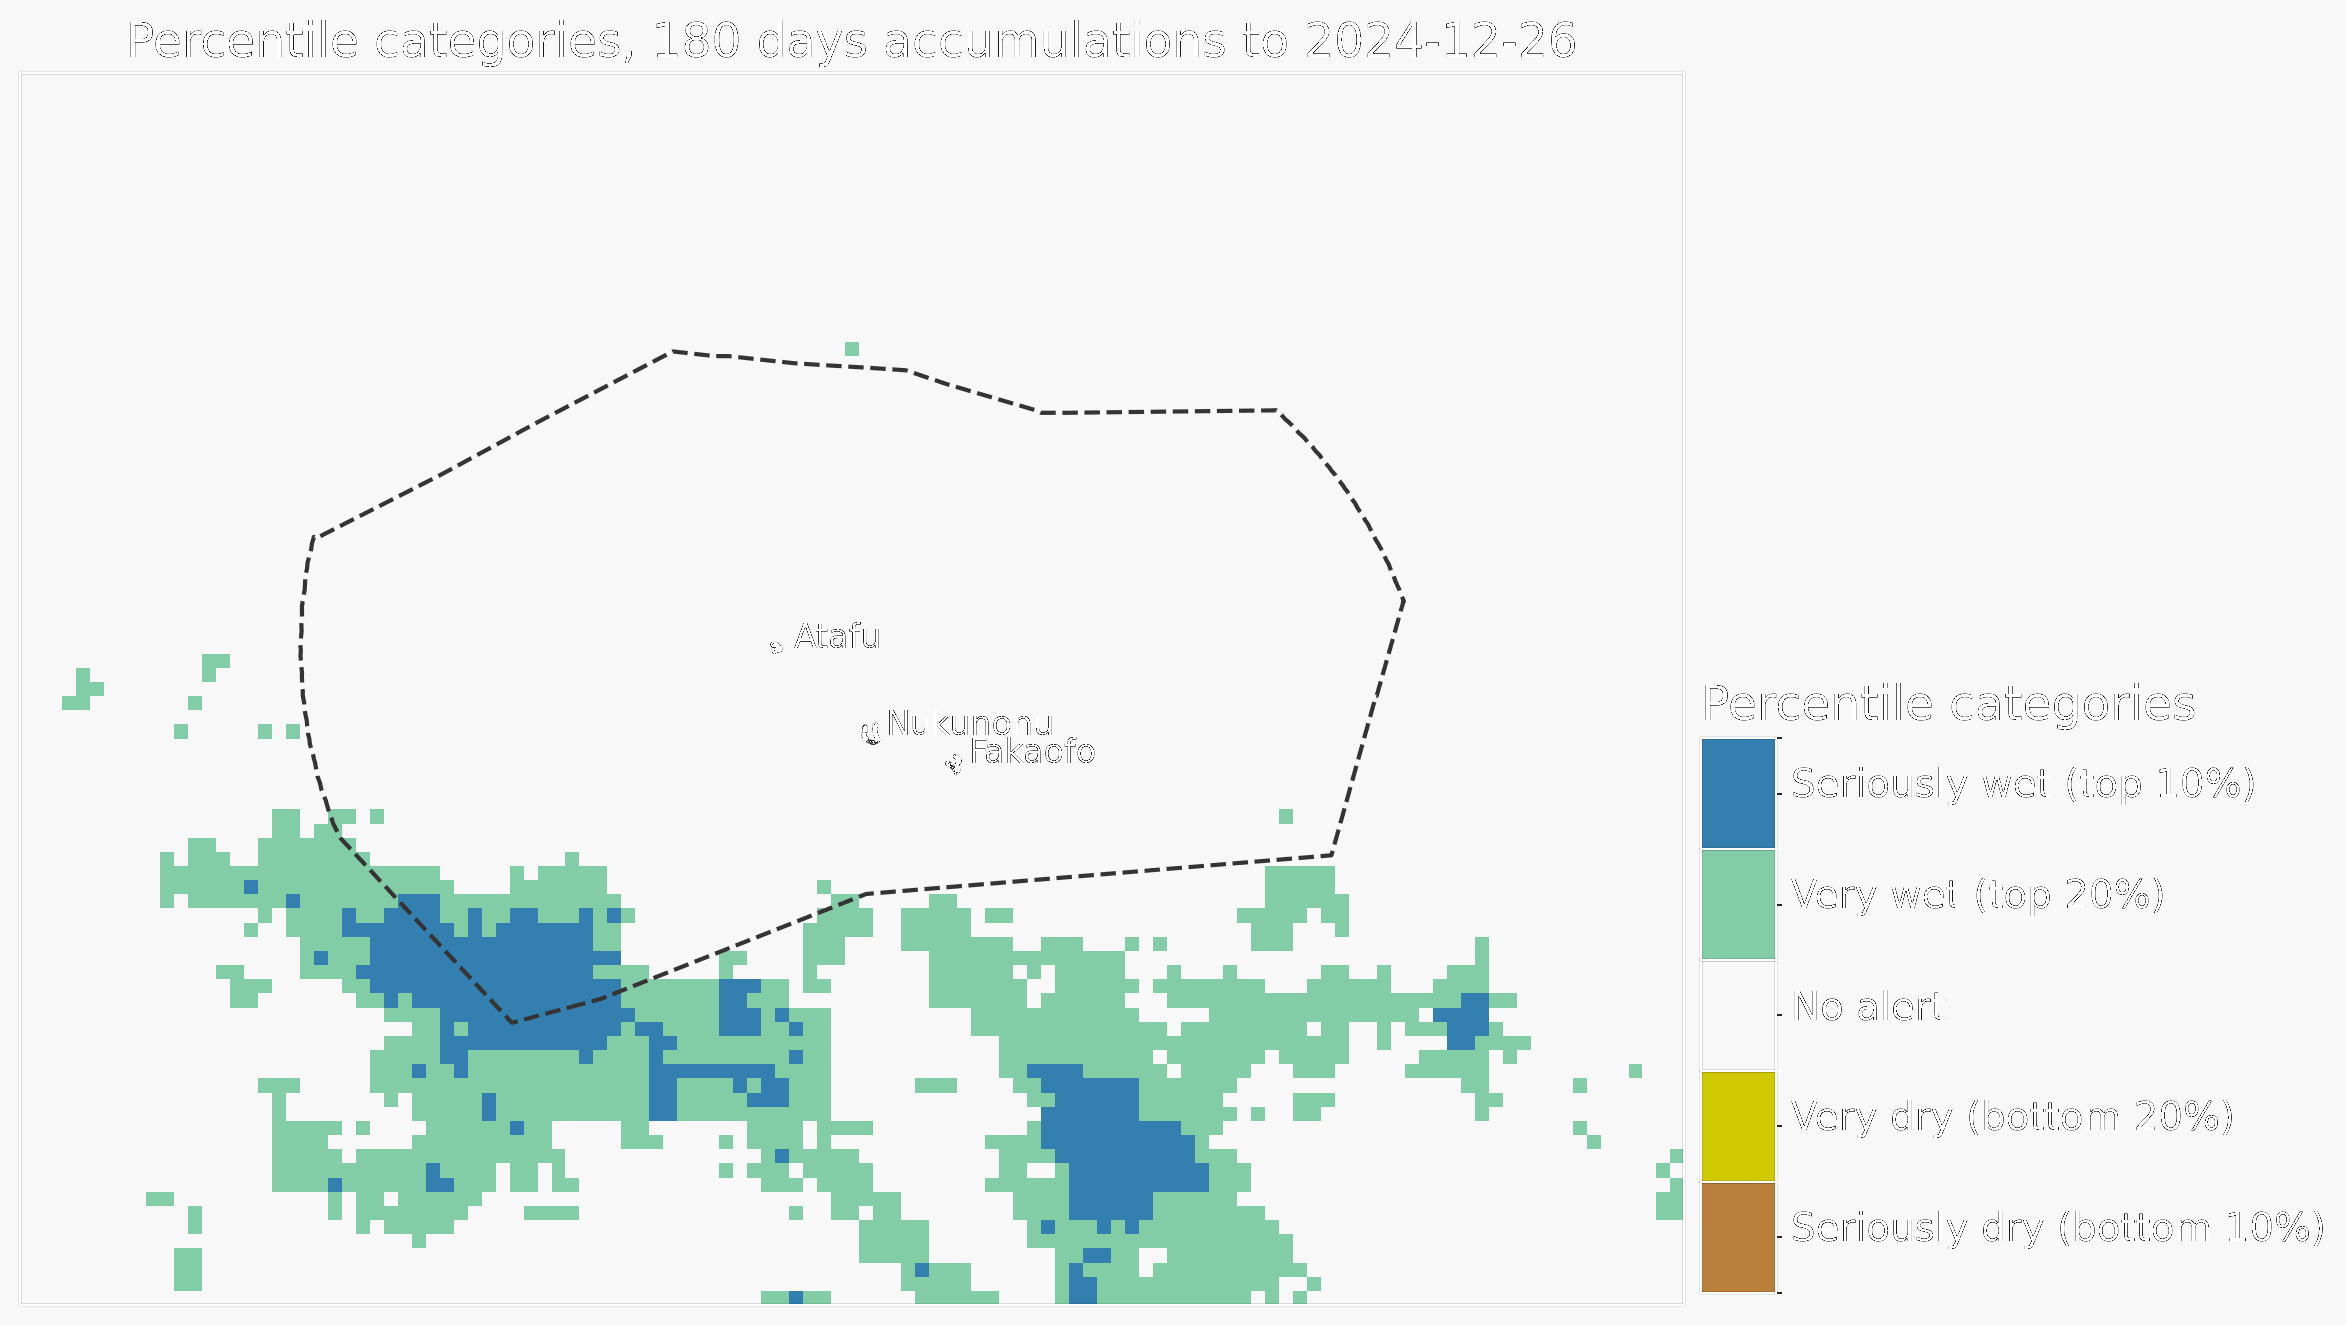 Percentile categories, 180 days accumulations to 2024-12-26
Atafu
Nukunonu
Fakaofo
Percentile categories
Seriously wet (top 10%)
Very wet (top 20%)
No alert
Very dry (bottom 20%)
Seriously dry (bottom 10%)